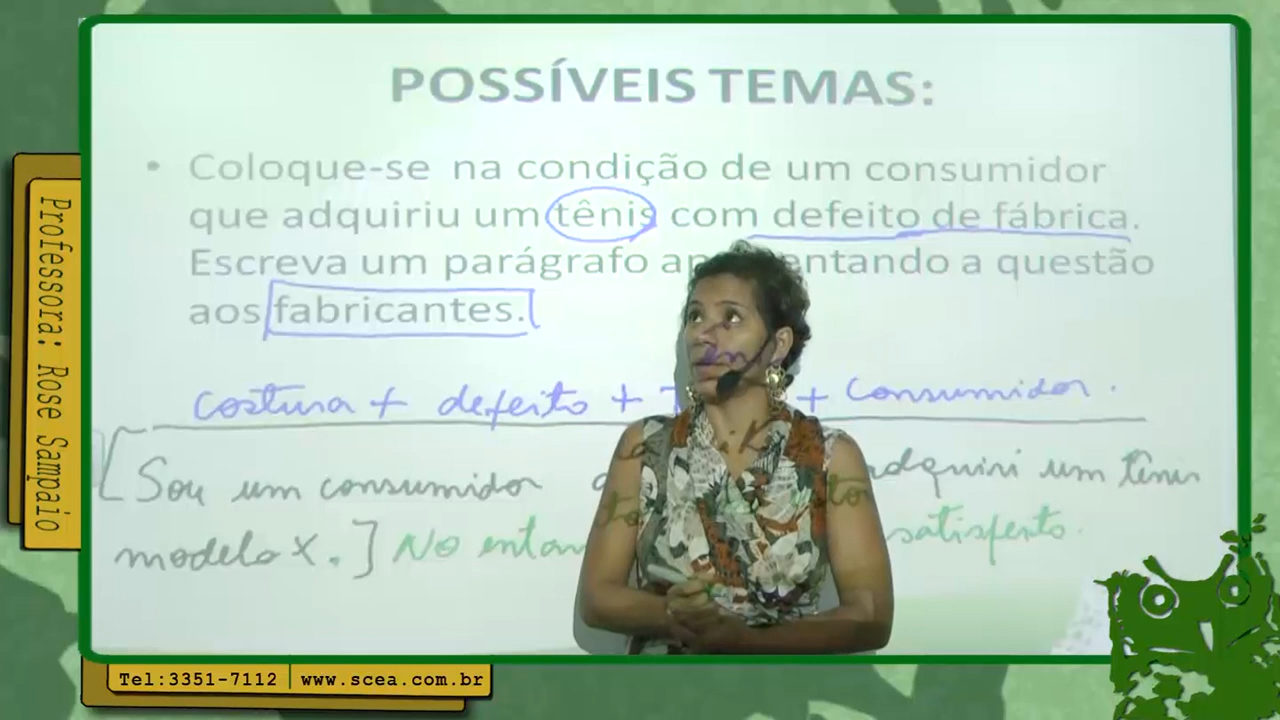 POSSÍVEIS TEMAS:
• Coloque-se na condição de um consumidor
que adquiriu um tênis com defeito de fábrica.
Escreva um parágrafo ap entando a questão
aos fabricantes.
costura + defeito + + consumidor.
Sou um consumidor adquiri um tênis
modelo X. No satisfeito.
Professora: Rose Sampaio
Tel:3351-7112 | www.scea.com.br